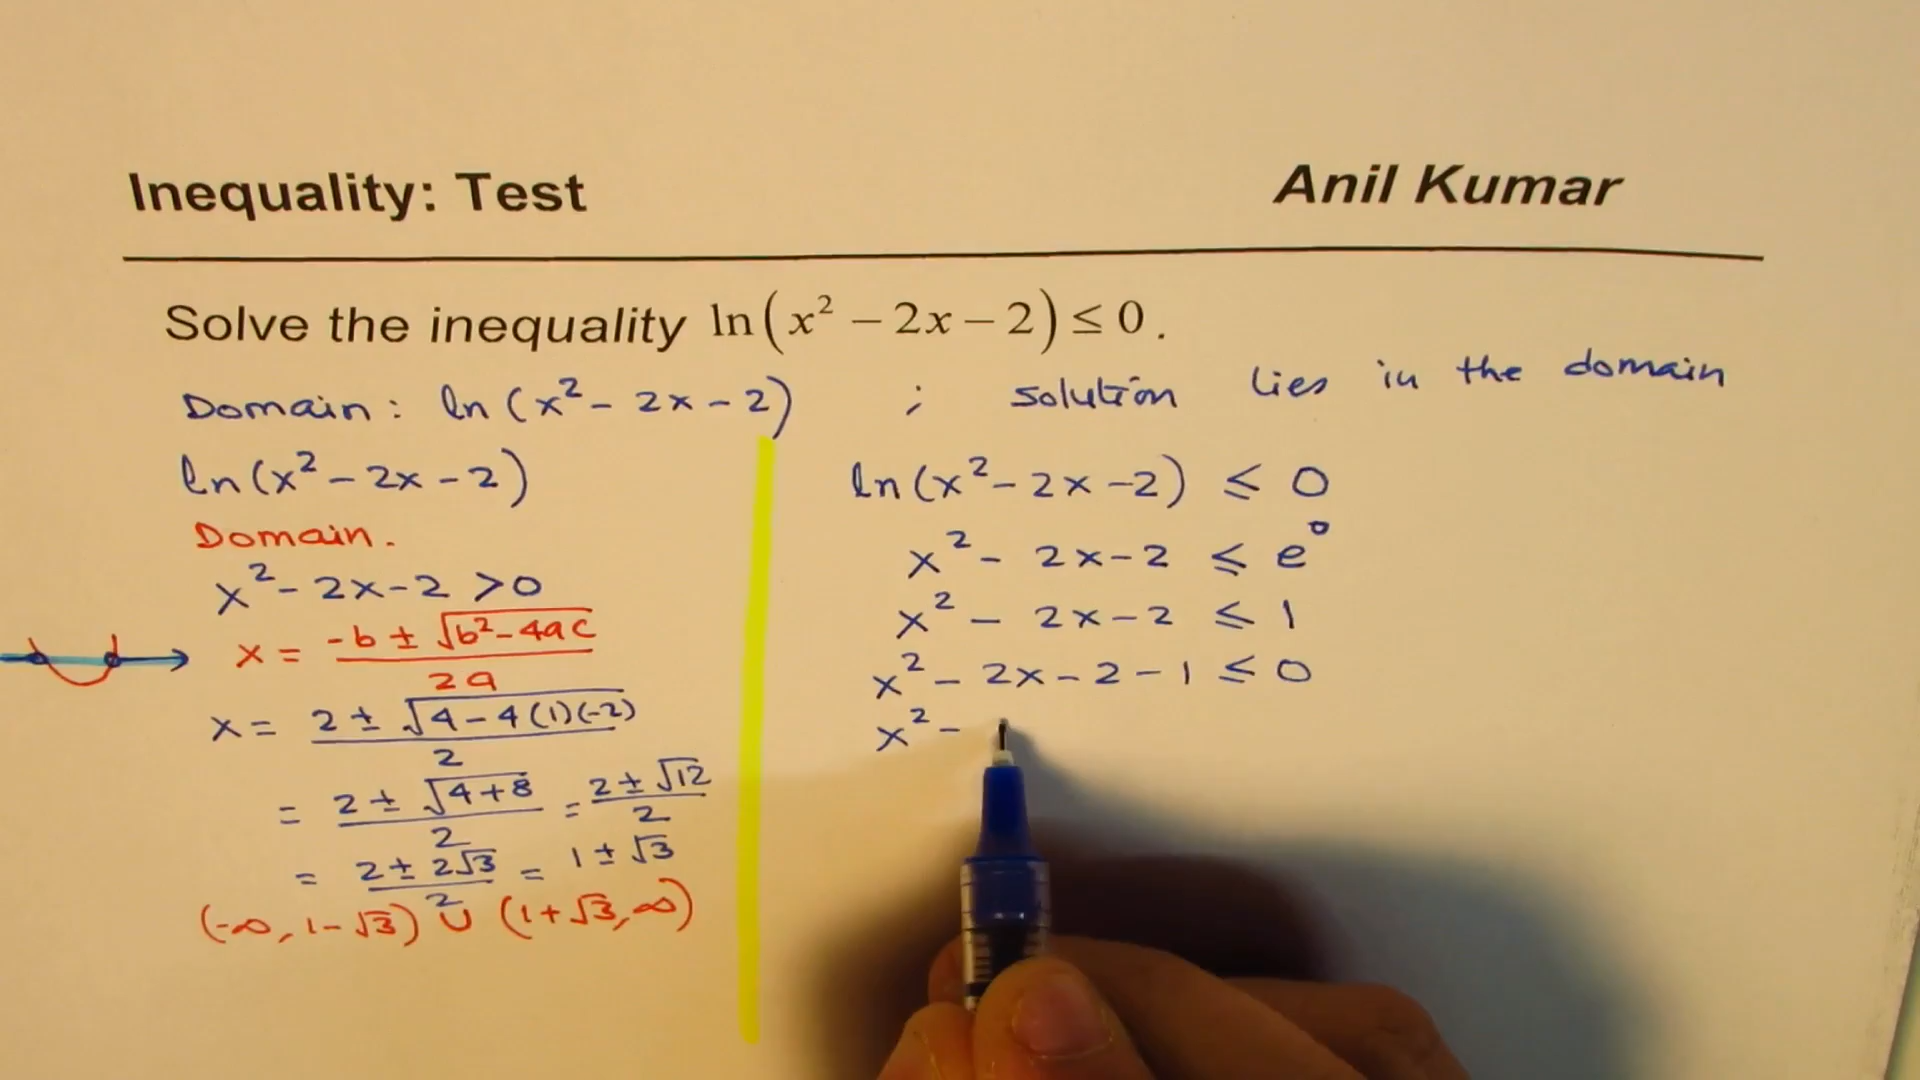 Inequality: Test
Anil Kumar
Solve the inequality ln(x² − 2x − 2) ≤ 0.
Domain: ln(x² − 2x − 2) ; solution lies in the domain
ln(x² − 2x − 2)
Domain.
x² − 2x − 2 > 0
x = (-b ± √(b² − 4ac)) / 2a
x = (2 ± √(4 − 4(1)(−2))) / 2
= (2 ± √(4+8)) / 2 = (2 ± √12) / 2
= (2 ± 2√3) / 2 = 1 ± √3
(-∞, 1 − √3) ∪ (1 + √3, ∞)
ln(x² − 2x − 2) ≤ 0
x² − 2x − 2 ≤ e⁰
x² − 2x − 2 ≤ 1
x² − 2x − 2 − 1 ≤ 0
x² −